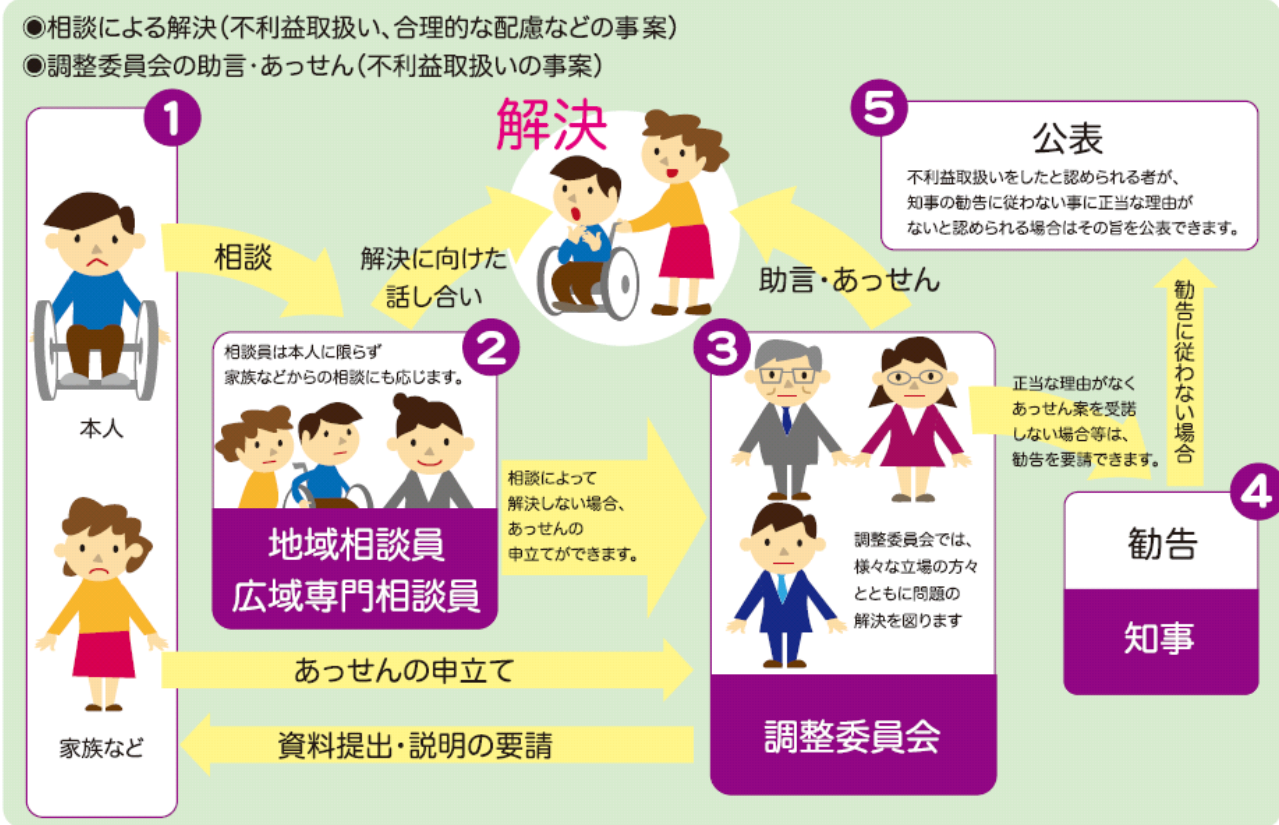 ●相談による解決(不利益取扱い、合理的な配慮などの事案)
●調整委員会の助言・あっせん(不利益取扱いの事案)
1
本人
家族など
相談
解決に向けた
話し合い
解決
2
相談員は本人に限らず
家族などからの相談にも応じます。
地域相談員
広域専門相談員
相談によって
解決しない場合、
あっせんの
申立てができます。
あっせんの申立て
資料提出・説明の要請
助言・あっせん
3
調整委員会では、
様々な立場の方々
とともに問題の
解決を図ります
調整委員会
正当な理由がなく
あっせん案を受諾
しない場合等は、
勧告を要請できます。
4
勧告
知事
勧告に従わない場合
5
公表
不利益取扱いをしたと認められる者が、
知事の勧告に従わない事に正当な理由が
ないと認められる場合はその旨を公表できます。